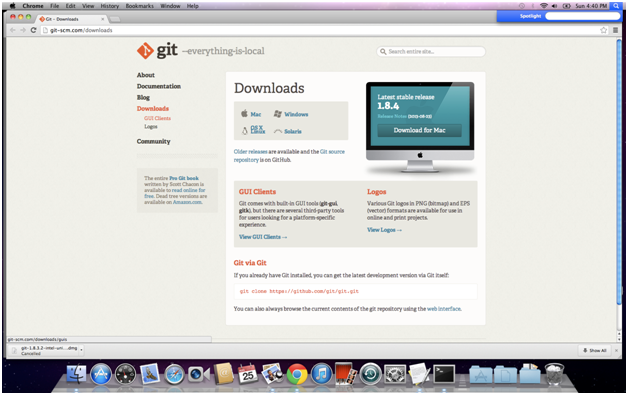 Chrome File Edit View History Bookmarks Window Help
Sun 4:40 PM
Spotlight
Git - Downloads
git-scm.com/downloads
git --everything-is-local
Search entire site...
About
Documentation
Blog
Downloads
GUI Clients
Logos
Community
The entire Pro Git book
written by Scott Chacon is
available to read online for
free. Dead tree versions are
available on Amazon.com.
Downloads
Mac Windows
OS X
Linux Solaris
Older releases are available and the Git source
repository is on GitHub.
Latest stable release
1.8.4
Release Notes
Download for Mac
GUI Clients
Git comes with built-in GUI tools (git-gui,
gitk), but there are several third-party tools
for users looking for a platform-specific
experience.
View GUI Clients →
Logos
Various Git logos in PNG (bitmap) and EPS
(vector) formats are available for use in
online and print projects.
View Logos →
Git via Git
If you already have Git installed, you can get the latest development version via Git itself:
git clone https://github.com/git/git.git
You can also always browse the current contents of the git repository using the web interface.
git-scm.com/downloads/guis
git-1.8.3.2-intel-uni....dmg
Cancelled
Show All
25